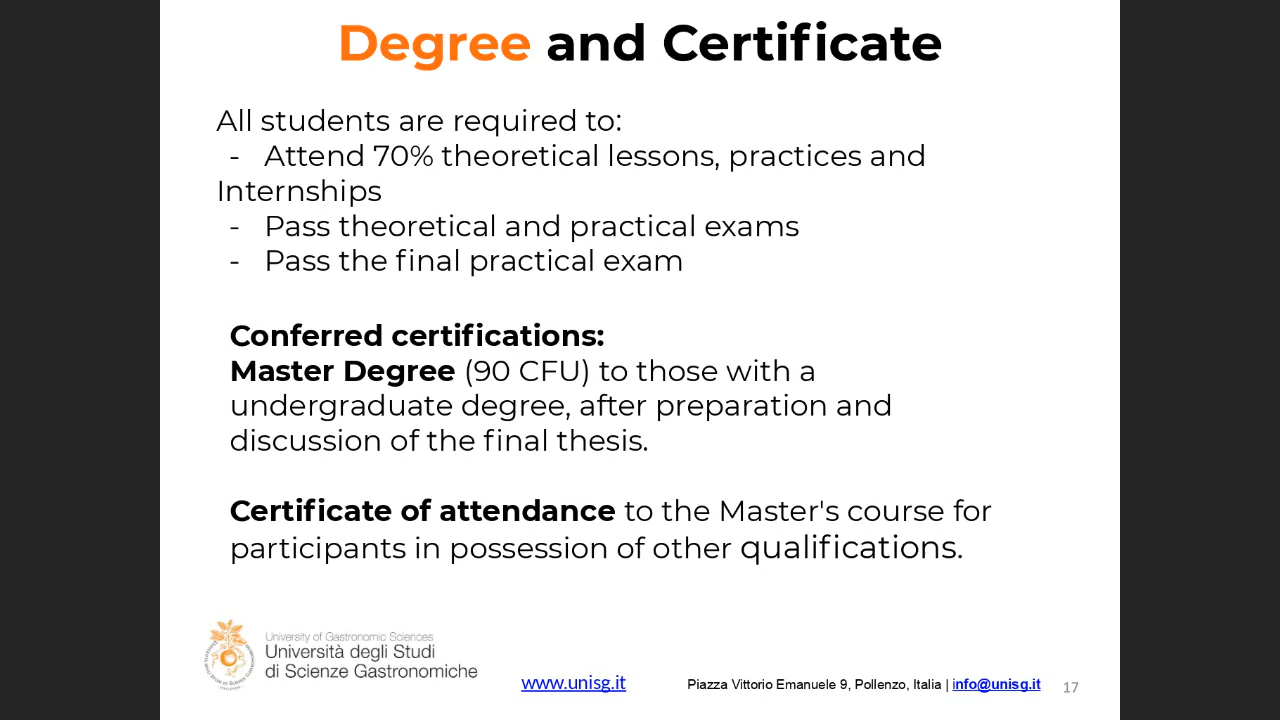 Degree and Certificate
All students are required to:
- Attend 70% theoretical lessons, practices and
Internships
- Pass theoretical and practical exams
- Pass the final practical exam
Conferred certifications:
Master Degree (90 CFU) to those with a
undergraduate degree, after preparation and
discussion of the final thesis.
Certificate of attendance to the Master's course for
participants in possession of other qualifications.
University of Gastronomic Sciences
Università degli Studi
di Scienze Gastronomiche
www.unisg.it
Piazza Vittorio Emanuele 9, Pollenzo, Italia | info@unisg.it
17